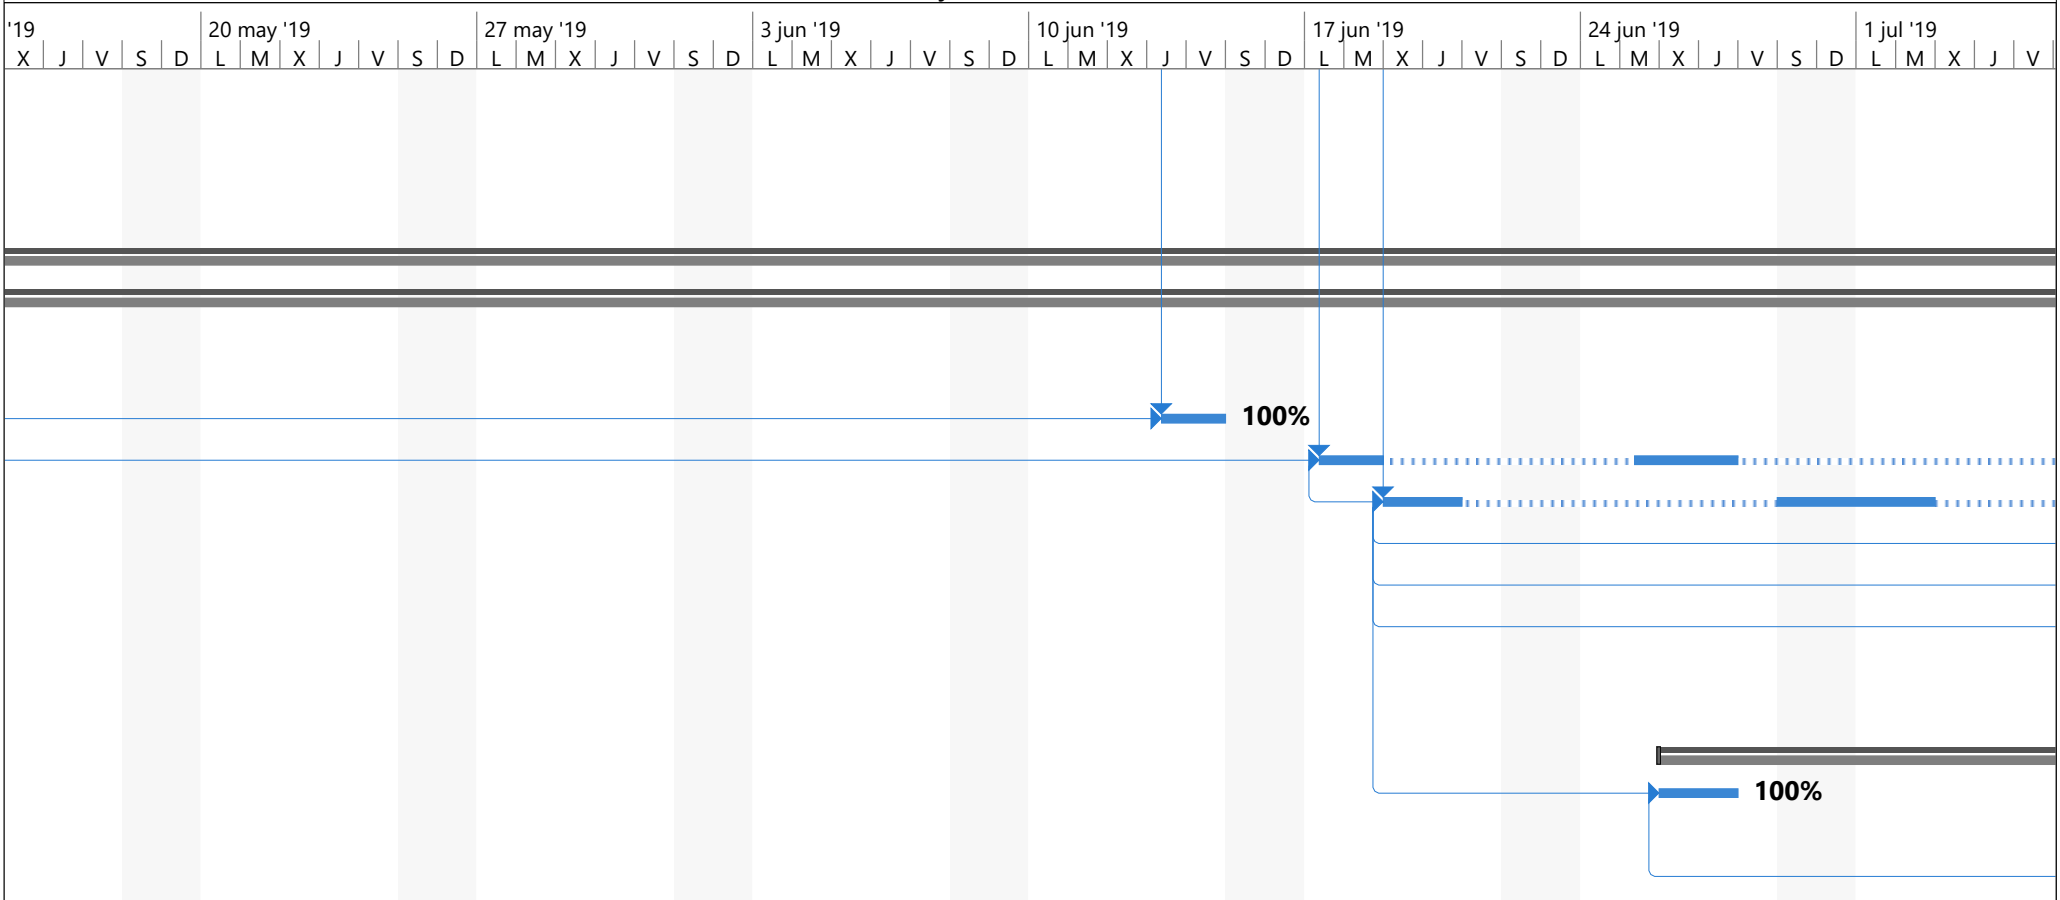 '19 20 may '19 27 may '19 3 jun '19 10 jun '19 17 jun '19 24 jun '19 1 jul '19
X J V S D L M X J V S D L M X J V S D L M X J V S D L M X J V S D L M X J V S D L M X J V S D L M X J V
100%
100%